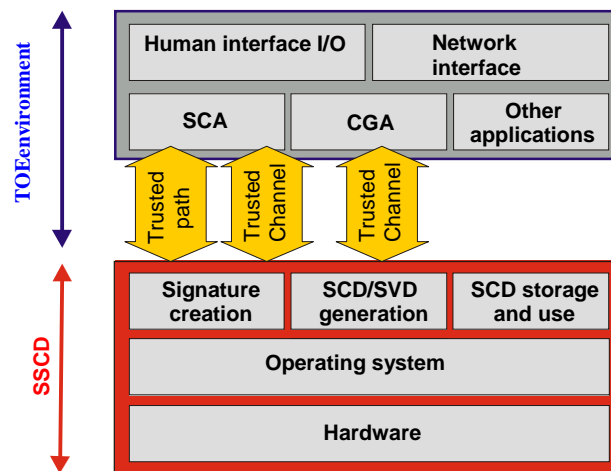 TOEenvironment
Human interface I/O
Network
interface
SCA
CGA
Other
applications
Trusted
path
Trusted
Channel
Trusted
Channel
SSCD
Signature
creation
SCD/SVD
generation
SCD storage
and use
Operating system
Hardware